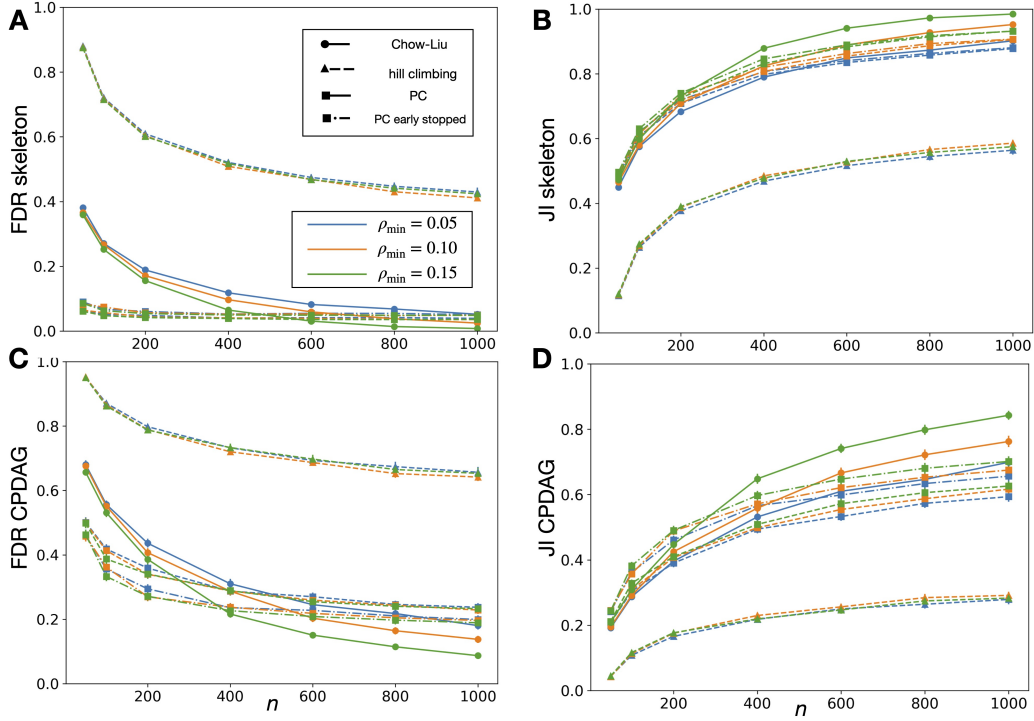 A
FDR skeleton
1.0
0.8
0.6
0.4
0.2
0.0
200 400 600 800 1000
Chow-Liu
hill climbing
PC
PC early stopped
ρmin = 0.05
ρmin = 0.10
ρmin = 0.15
B
JI skeleton
1.0
0.8
0.6
0.4
0.2
0.0
200 400 600 800 1000
C
FDR CPDAG
1.0
0.8
0.6
0.4
0.2
0.0
200 400 600 800 1000
n
D
JI CPDAG
1.0
0.8
0.6
0.4
0.2
0.0
200 400 600 800 1000
n